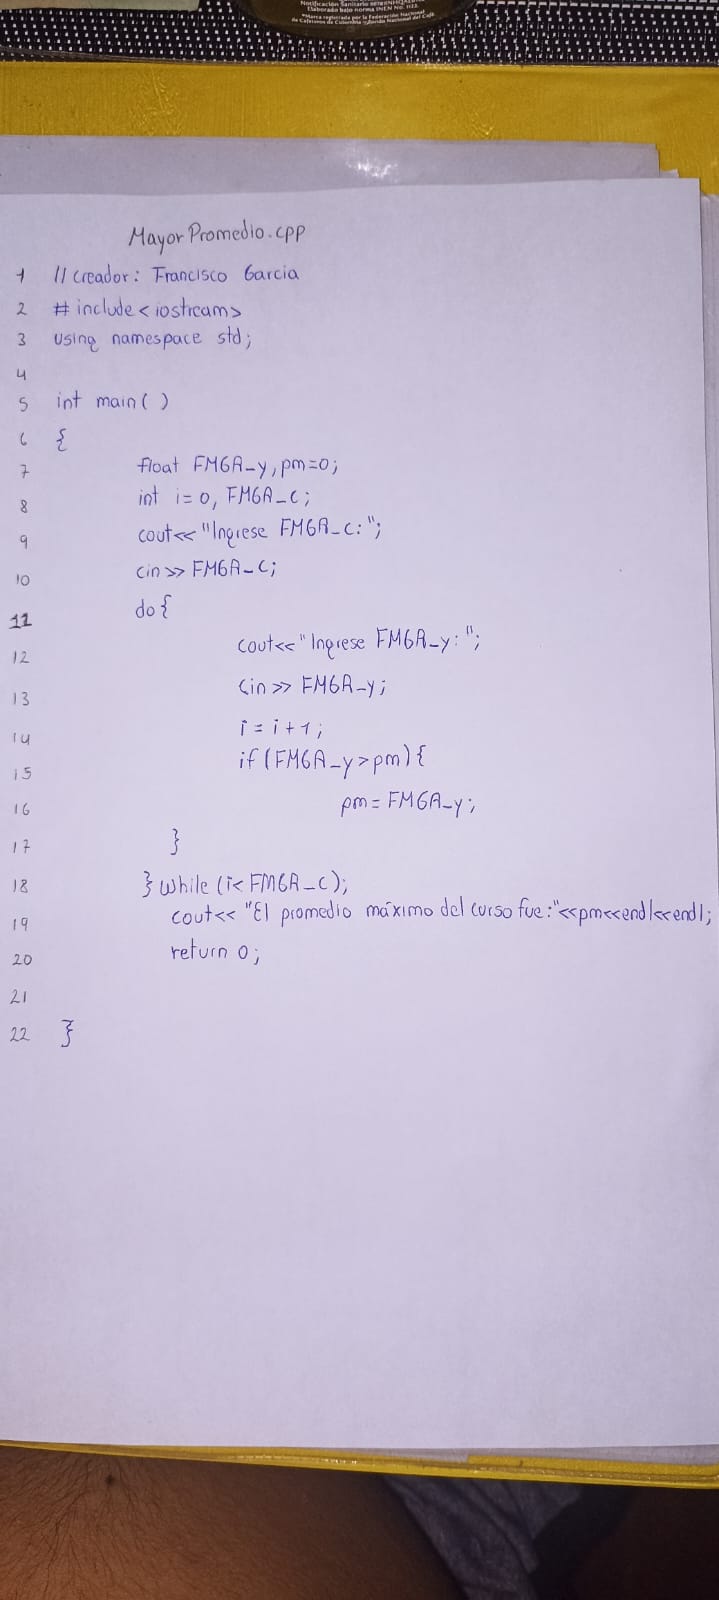 Notificación Sanitaria
Elaborado bajo norma INEN No. 1123
"Marca registrada por la Federación Nacional
de Cafeteros de Colombia
Mayor Promedio.cpp
1 // Creador: Francisco Garcia
2 # include <iostream>
3 Using namespace std;
4
5 int main( )
6 {
7 float FMGA_y, pm=0;
8 int i=0, FMGA_C;
9 cout<< "Ingrese FMGA_C: ";
10 cin>> FMGA_C;
11 do {
12 cout<< "Ingrese FMGA_y: ";
13 cin>> FMGA_y;
14 i = i + 1;
15 if (FMGA_y>pm) {
16 pm= FMGA_y;
17 }
18 } while (i< FMGA_C);
19 cout<< "El promedio máximo del curso fue:"<<pm<<endl<<endl;
20 return 0;
21
22 }